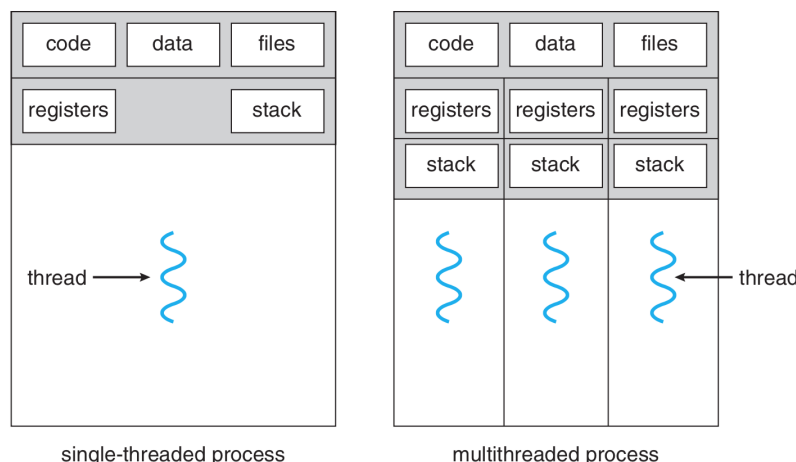 code data files
registers stack
thread
single-threaded process
code data files
registers registers registers
stack stack stack
thread
multithreaded process